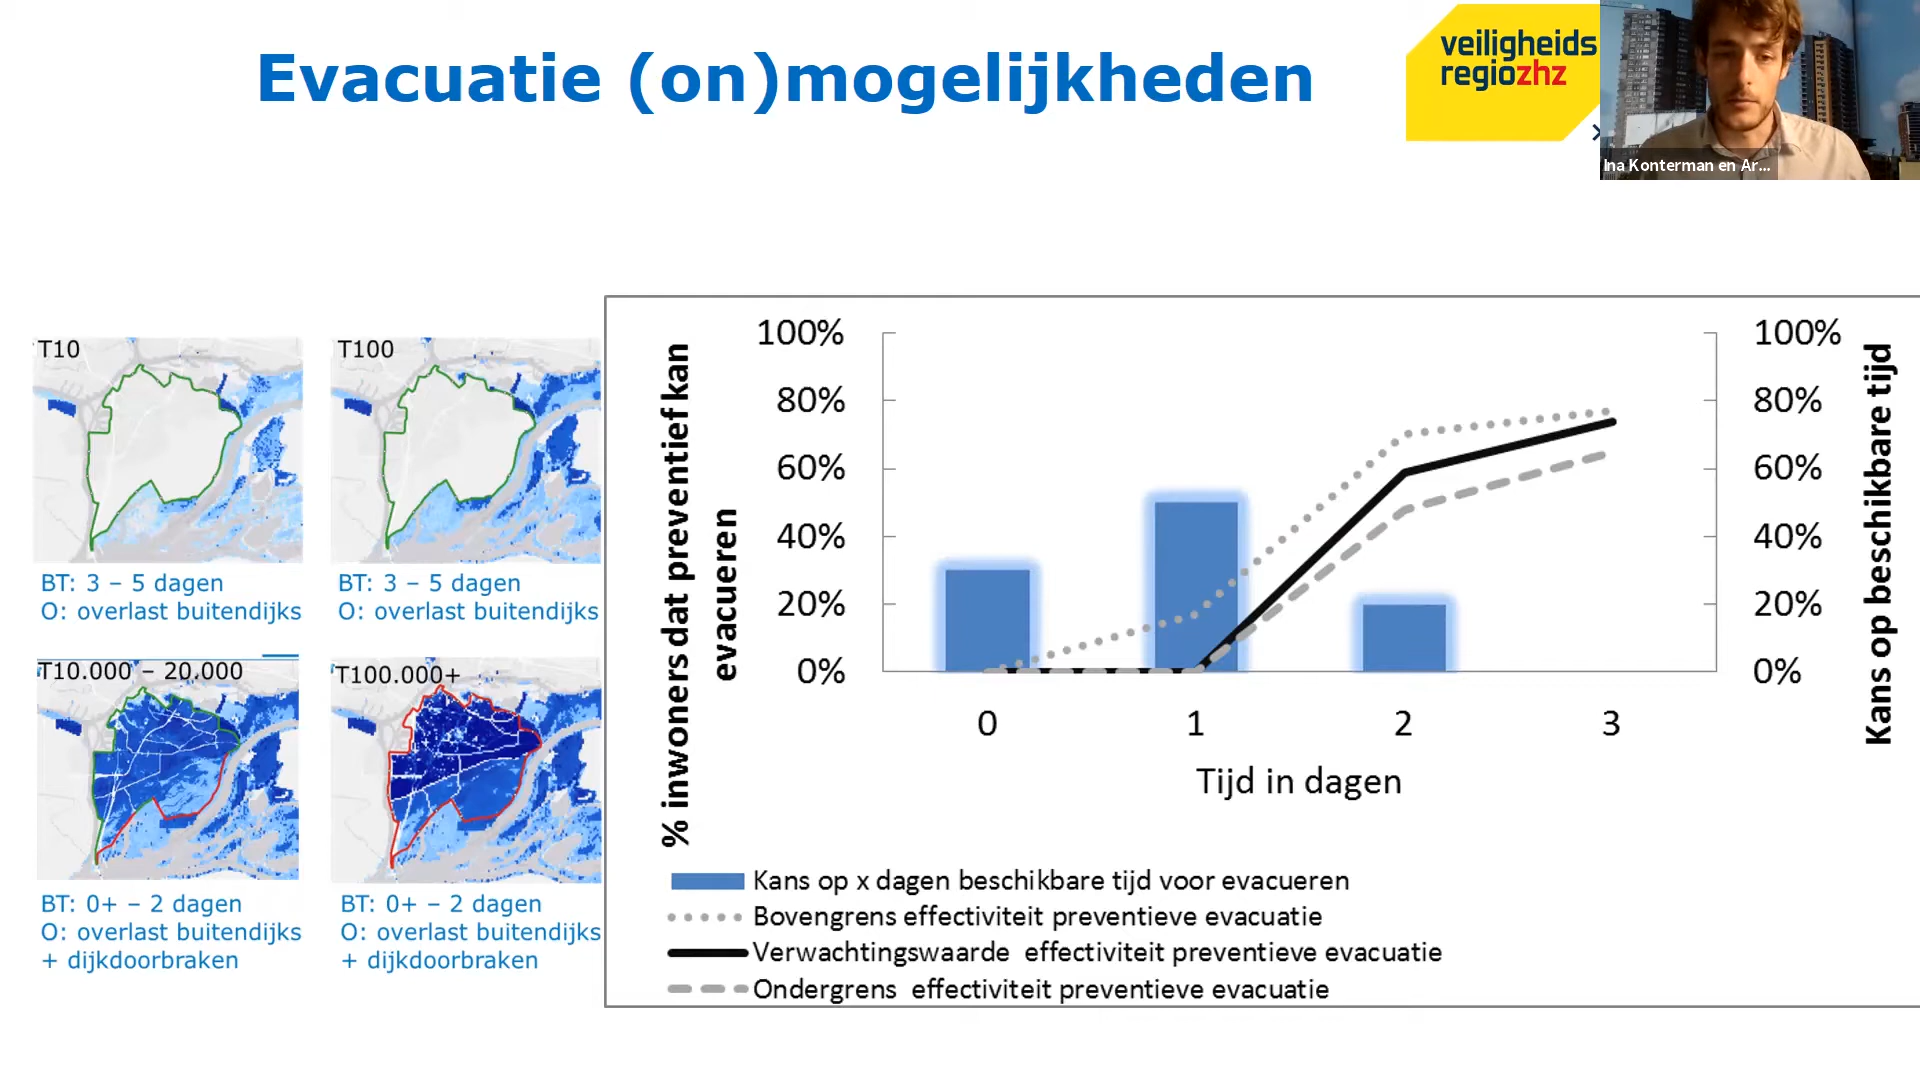 Evacuatie (on)mogelijkheden
veiligheids
regiozhz
Ina Konterman en Ar...
T10
T100
BT: 3 – 5 dagen
O: overlast buitendijks
BT: 3 – 5 dagen
O: overlast buitendijks
T10.000 – 20.000
T100.000+
BT: 0+ – 2 dagen
O: overlast buitendijks
+ dijkdoorbraken
BT: 0+ – 2 dagen
O: overlast buitendijks
+ dijkdoorbraken
% inwoners dat preventief kan
evacueren
100%
80%
60%
40%
20%
0%
0 1 2 3
Tijd in dagen
100%
80%
60%
40%
20%
0%
Kans op beschikbare tijd
Kans op x dagen beschikbare tijd voor evacueren
Bovengrens effectiviteit preventieve evacuatie
Verwachtingswaarde effectiviteit preventieve evacuatie
Ondergrens effectiviteit preventieve evacuatie